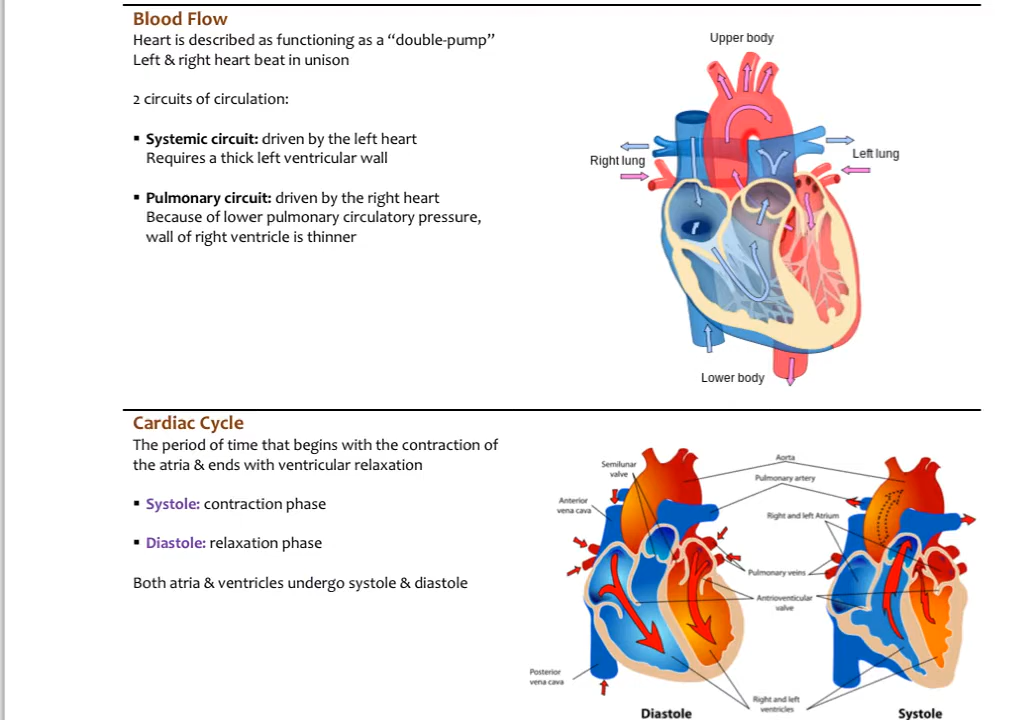 Blood Flow
Heart is described as functioning as a “double-pump”
Left & right heart beat in unison
2 circuits of circulation:
▪ Systemic circuit: driven by the left heart
Requires a thick left ventricular wall
▪ Pulmonary circuit: driven by the right heart
Because of lower pulmonary circulatory pressure,
wall of right ventricle is thinner
Upper body
Right lung
Left lung
Lower body
Cardiac Cycle
The period of time that begins with the contraction of
the atria & ends with ventricular relaxation
▪ Systole: contraction phase
▪ Diastole: relaxation phase
Both atria & ventricles undergo systole & diastole
Semilunar
valve
Anterior
vena cava
Posterior
vena cava
Aorta
Pulmonary artery
Right and left Atrium
Pulmonary veins
Antrioventicular
valve
Right and left
ventricles
Diastole
Systole